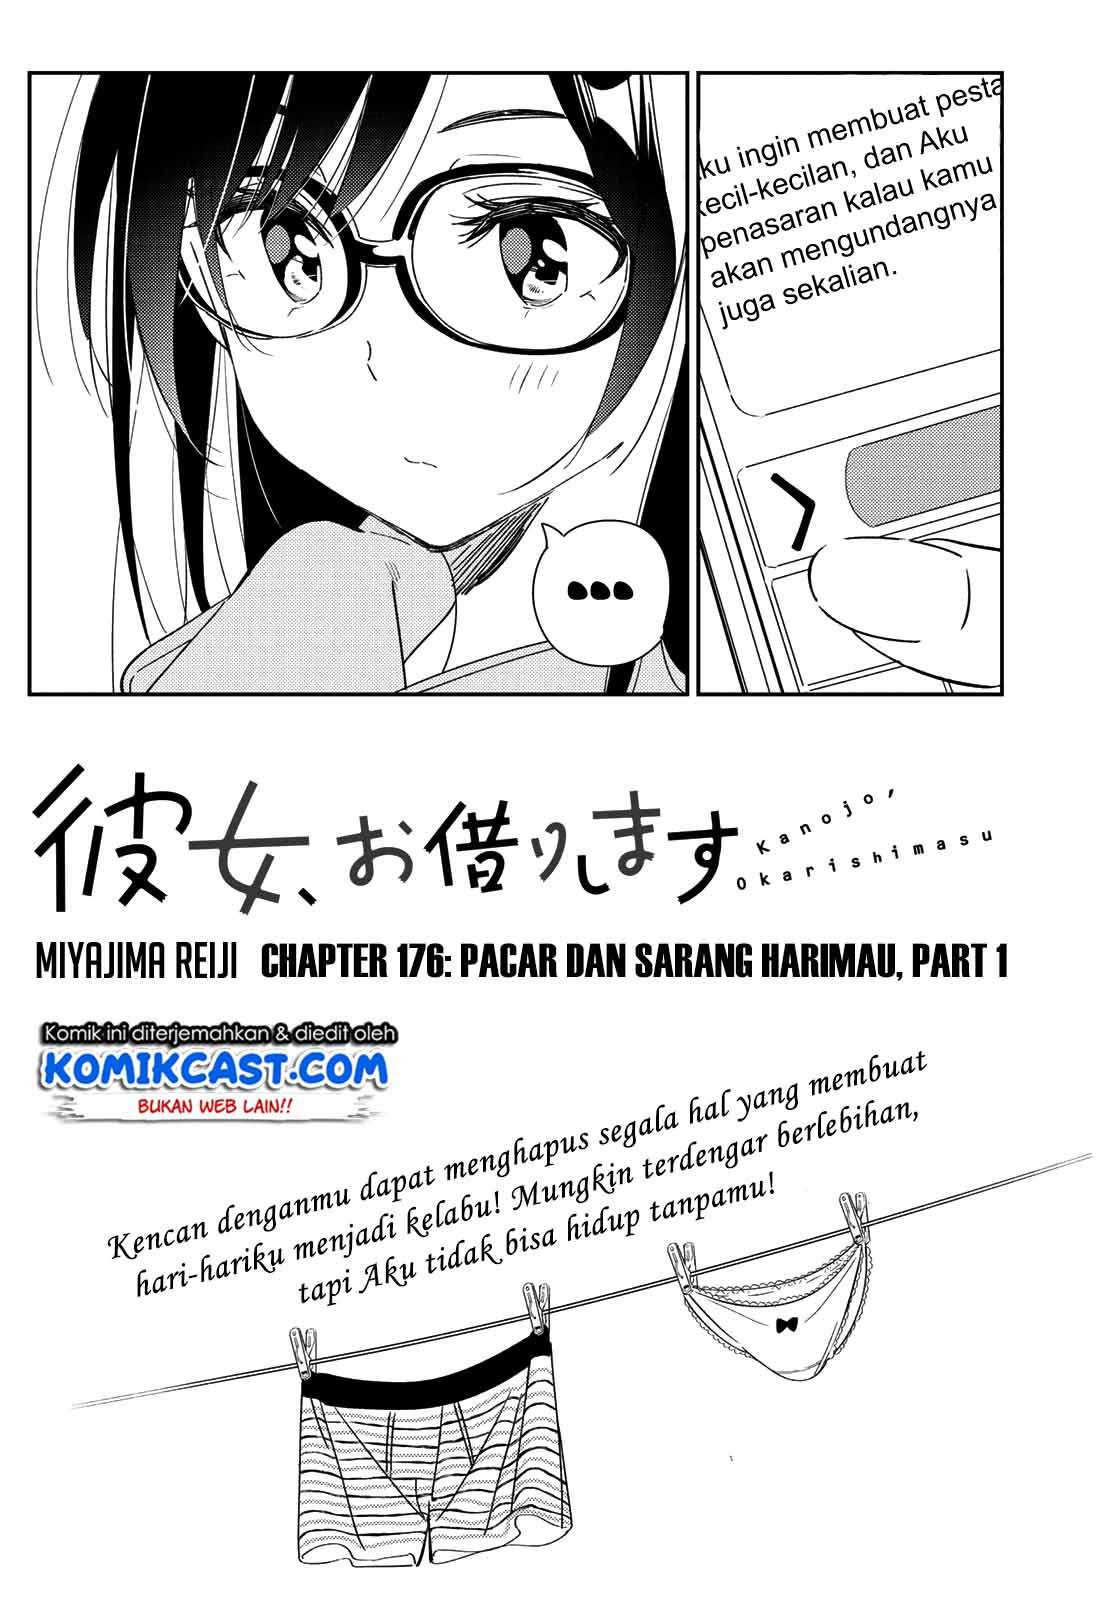 ku ingin membuat pesta
kecil-kecilan, dan Aku
penasaran kalau kamu
akan mengundangnya
juga sekalian.
彼女、お借りします
Kanojo,
Okarishimasu
MIYAJIMA REIJI CHAPTER 176: PACAR DAN SARANG HARIMAU, PART 1
Komik ini diterjemahkan & diedit oleh
KOMIKCAST.COM
BUKAN WEB LAIN!!
Kencan denganmu dapat menghapus segala hal yang membuat
hari-hariku menjadi kelabu! Mungkin terdengar berlebihan,
tapi Aku tidak bisa hidup tanpamu!